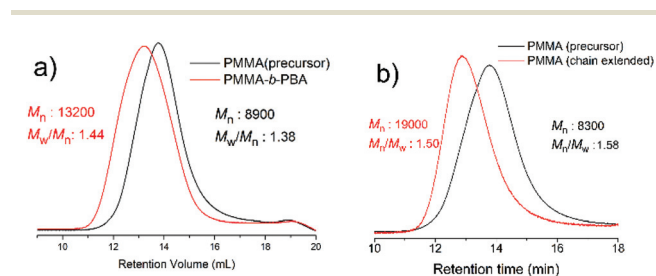 a)
PMMA(precursor)
PMMA-b-PBA
Mn : 13200
Mw/Mn: 1.44
Mn : 8900
Mw/Mn: 1.38
10 12 14 16 18 20
Retention Volume (mL)
b)
PMMA (precursor)
PMMA (chain extended)
Mn: 19000
Mn/Mw: 1.50
Mn : 8300
Mn/Mw : 1.58
10 12 14 16 18
Retention time (min)